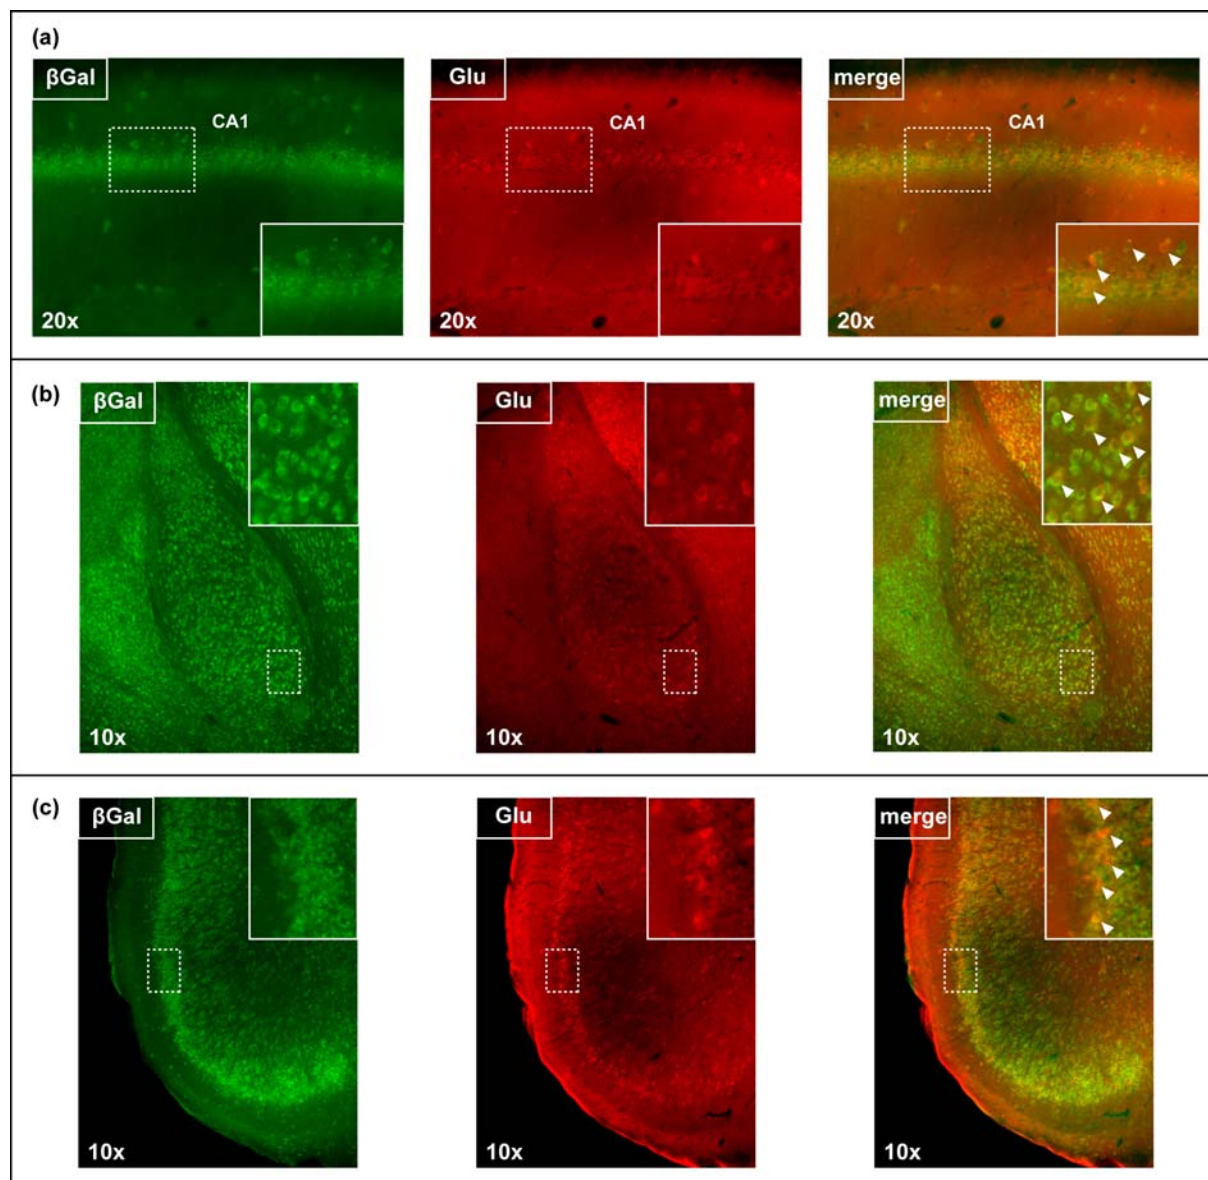 (a)
βGal
Glu
merge
CA1
CA1
CA1
20x
20x
20x
(b)
βGal
Glu
merge
10x
10x
10x
(c)
βGal
Glu
merge
10x
10x
10x